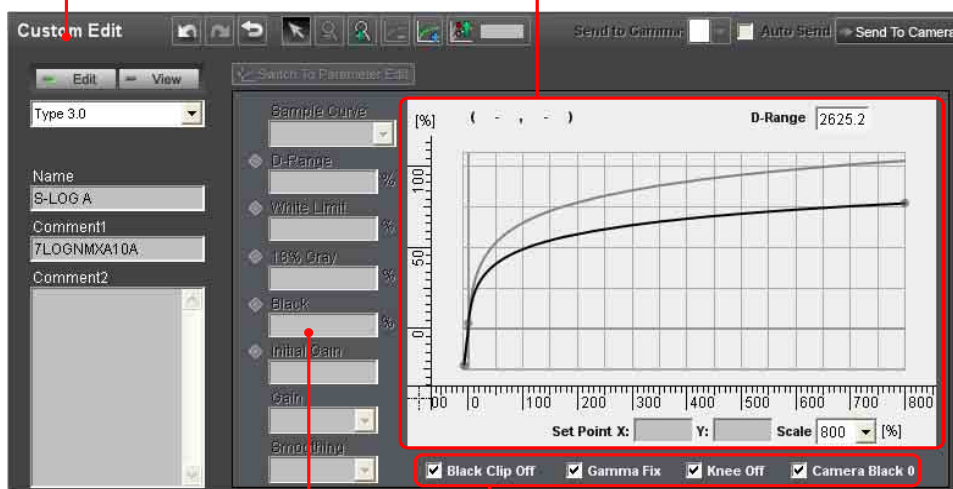 Custom Edit
Send to Gamma
Auto Send
Send To Camera
Edit
View
Switch To Parameter Edit
Type 3.0
Name
S-LOG A
Comment1
7LOGNMXA10A
Comment2
Sample Curve
D-Range
%
White Limit
%
18% Gray
%
Black
%
Initial Gain
Gain
Smoothing
[%]
( - , - )
D-Range 2625.2
100
50
0
00 0 100 200 300 400 500 600 700 800
Set Point X: Y: Scale 800 [%]
Black Clip Off Gamma Fix Knee Off Camera Black 0